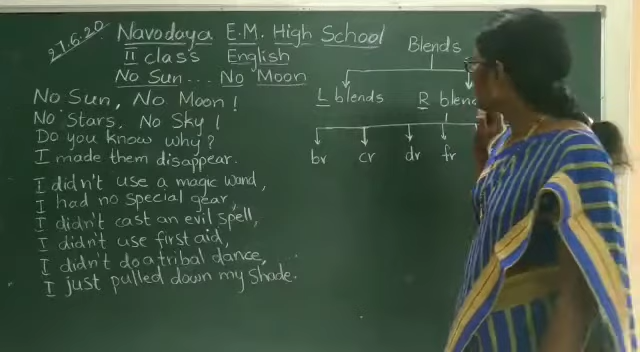 27.6.20
Navodaya E.M. High School
II class English
No Sun... No Moon
No Sun, No Moon!
No Stars, No Sky!
Do you know why?
I made them disappear.
I didn't use a magic wand,
I had no special gear,
I didn't cast an evil spell,
I didn't use first aid,
I didn't do a tribal dance,
I just pulled down my shade.
Blends
L blends R blend
br cr dr fr